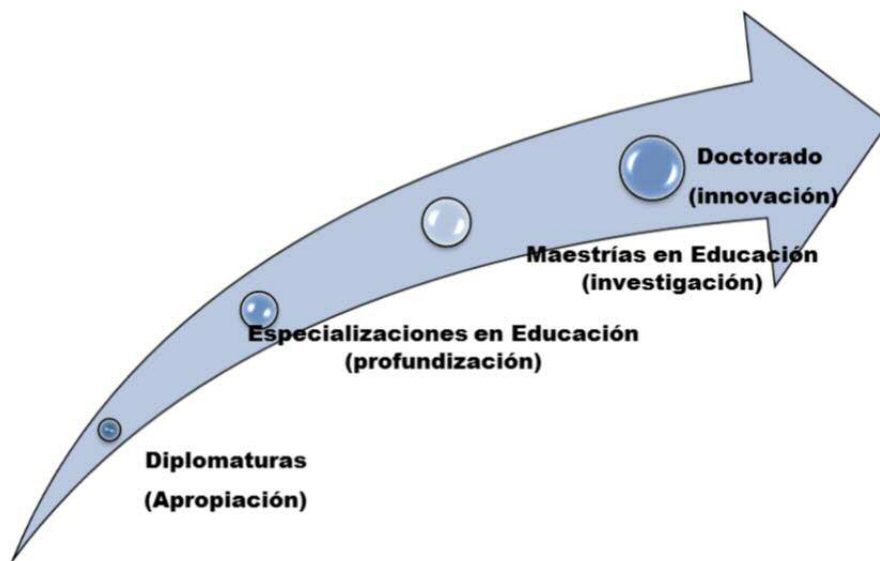 Doctorado
(innovación)
Maestrías en Educación
(investigación)
Especializaciones en Educación
(profundización)
Diplomaturas
(Apropiación)